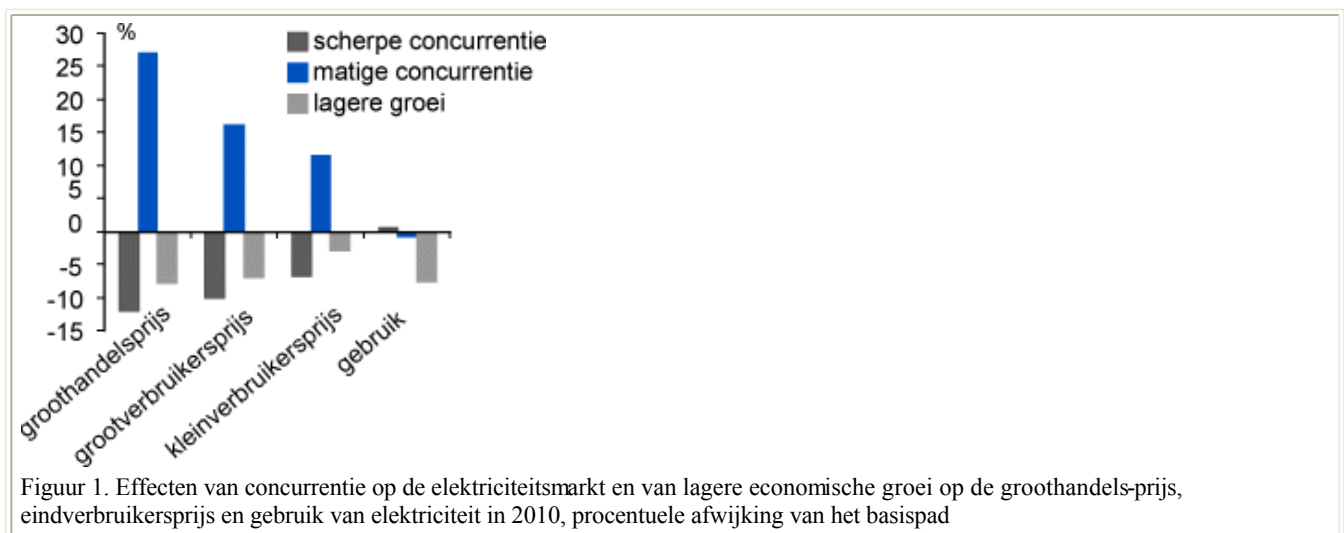 30
%
25
20
15
10
5
0
-5
-10
-15
scherpe concurrentie
matige concurrentie
lagere groei
groothandelsprijs
grootverbruikersprijs
kleinverbruikersprijs
gebruik
Figuur 1. Effecten van concurrentie op de elektriciteitsmarkt en van lagere economische groei op de groothandels-prijs,
eindverbruikersprijs en gebruik van elektriciteit in 2010, procentuele afwijking van het basispad